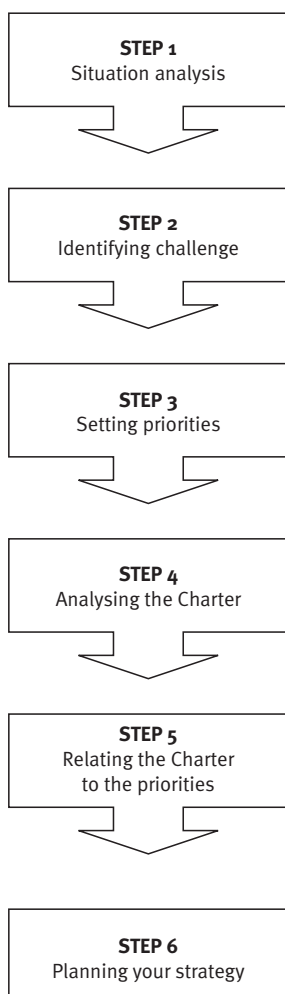 STEP 1
Situation analysis
STEP 2
Identifying challenge
STEP 3
Setting priorities
STEP 4
Analysing the Charter
STEP 5
Relating the Charter
to the priorities
STEP 6
Planning your strategy